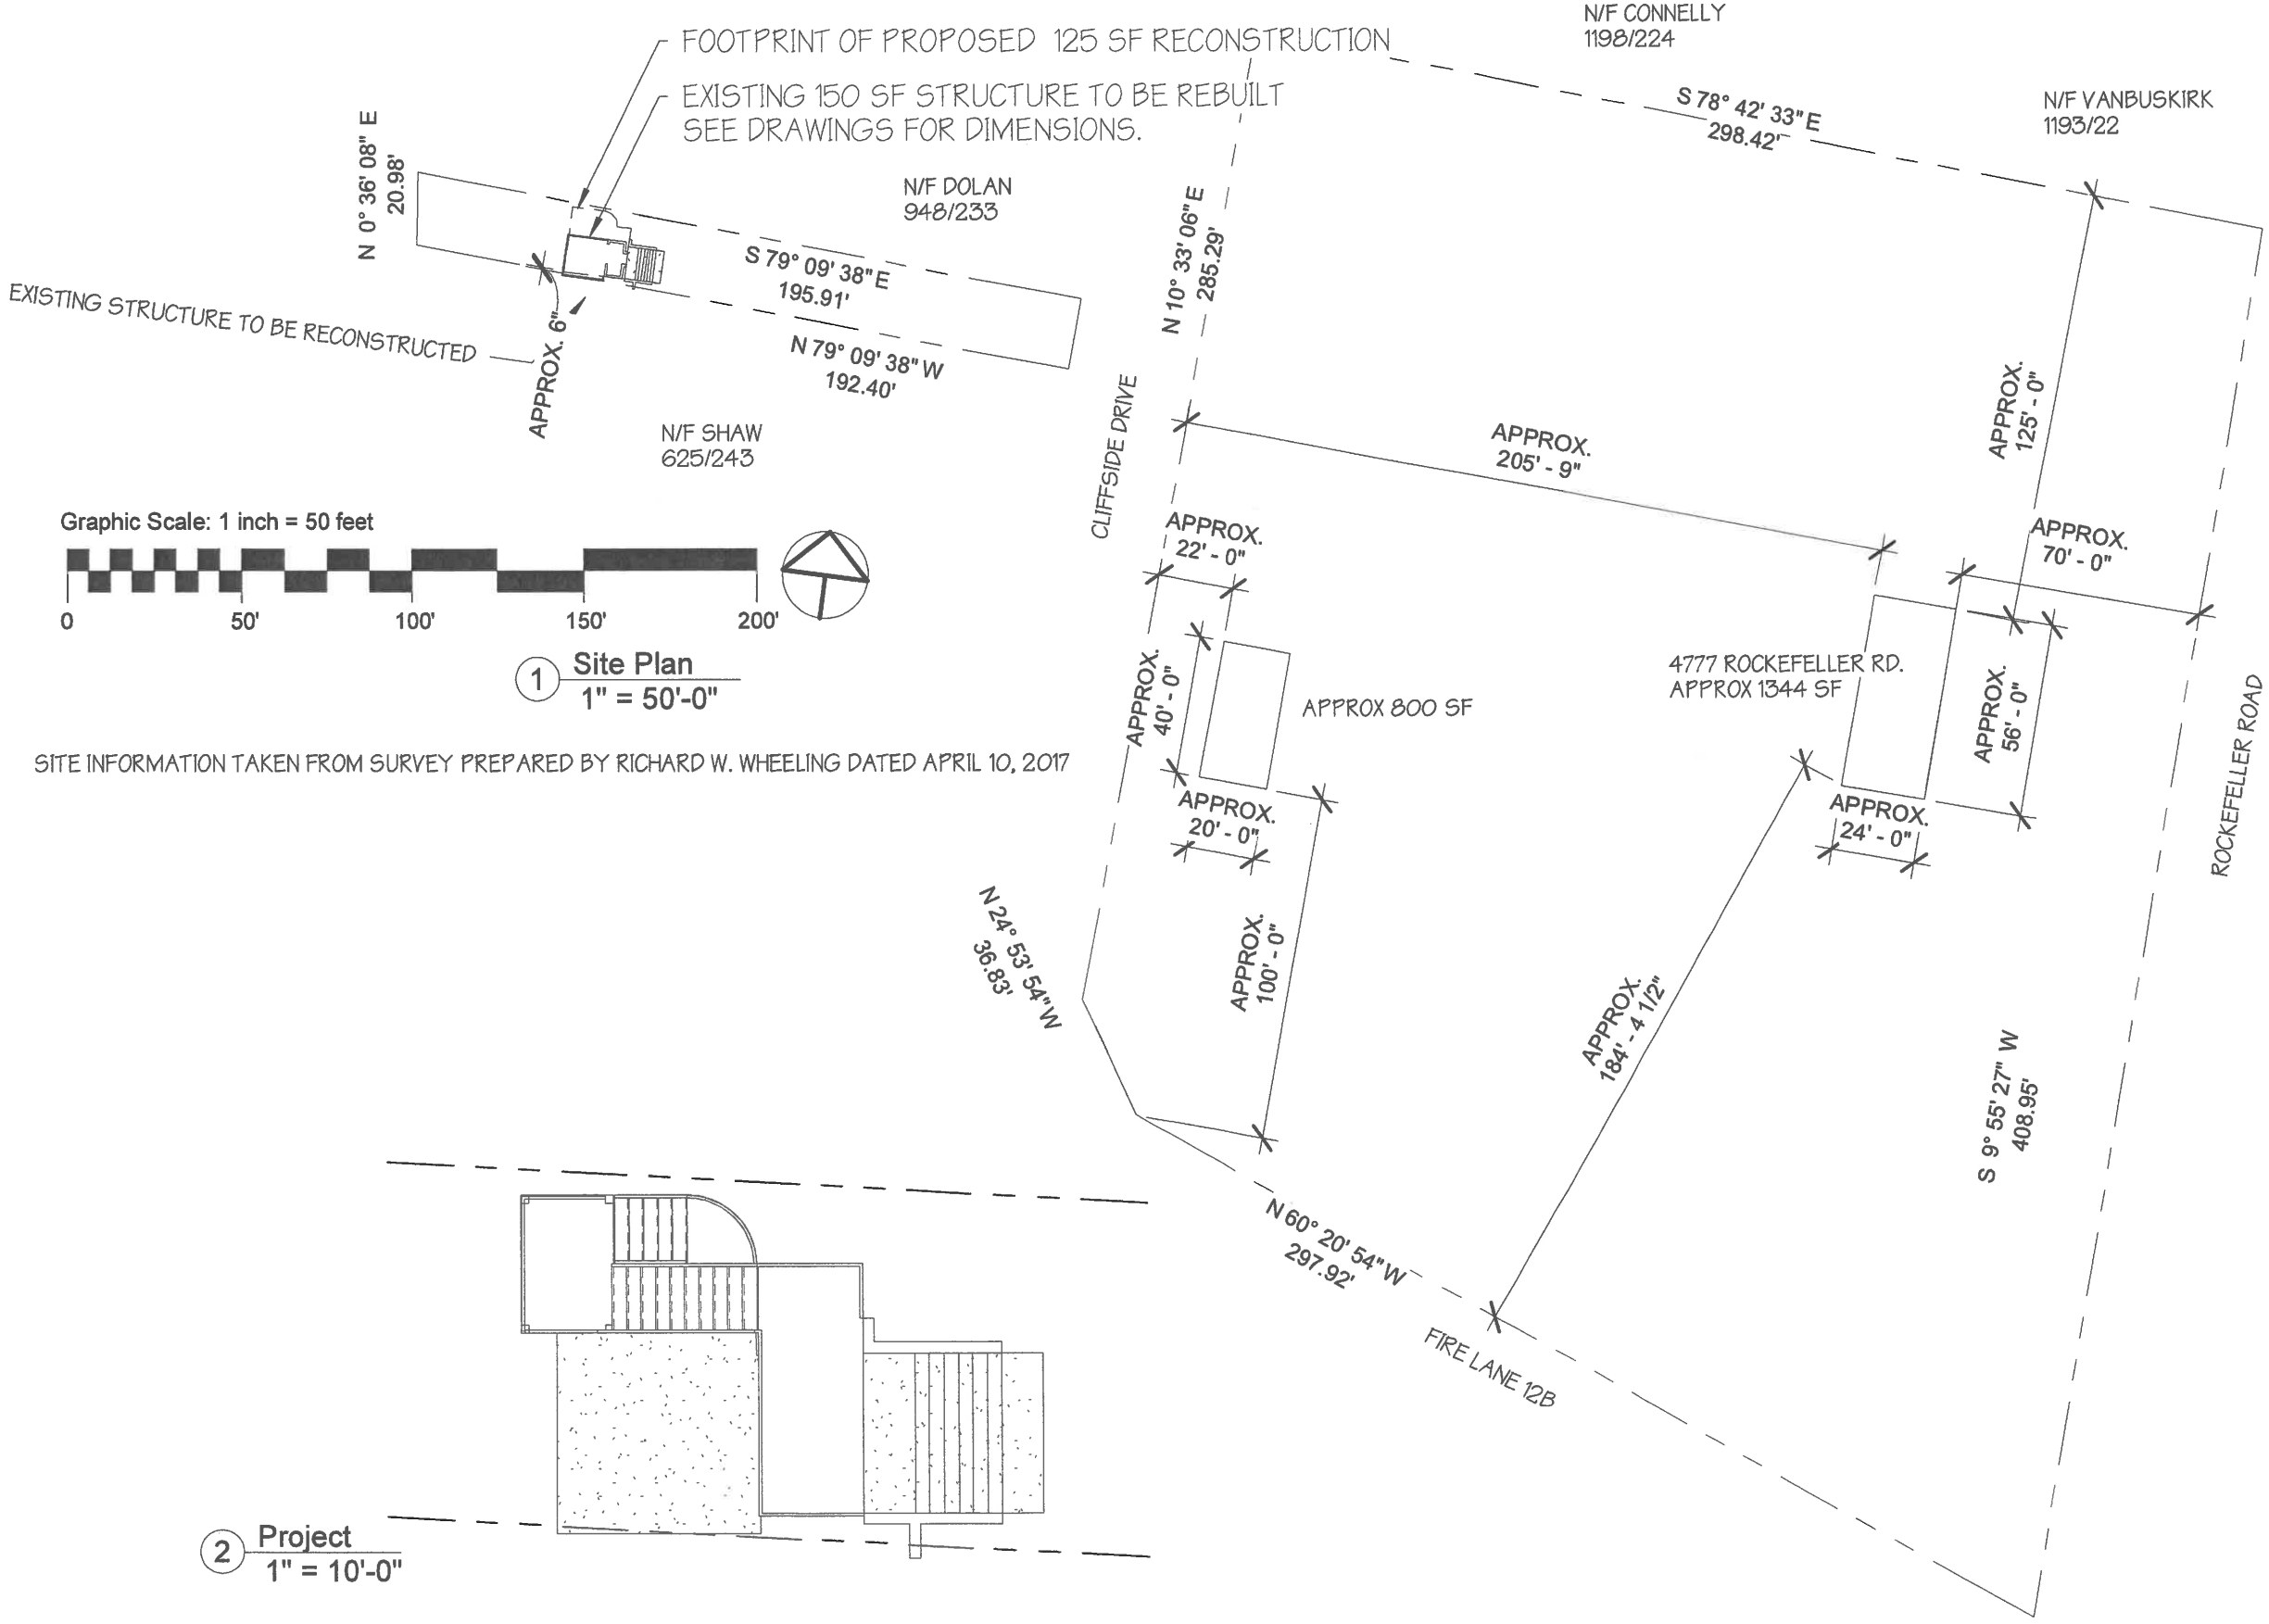 N/F CONNELLY
1198/224
FOOTPRINT OF PROPOSED 125 SF RECONSTRUCTION
EXISTING 150 SF STRUCTURE TO BE REBUILT
SEE DRAWINGS FOR DIMENSIONS.
S 78° 42' 33" E
298.42'
N/F VANBUSKIRK
1193/22
N 0° 36' 08" E
20.98'
N/F DOLAN
948/233
N 10° 33' 06" E
285.29'
S 79° 09' 38" E
195.91'
N 79° 09' 38" W
192.40'
EXISTING STRUCTURE TO BE RECONSTRUCTED
APPROX. 6"
N/F SHAW
625/243
CLIFFSIDE DRIVE
APPROX.
205' - 9"
APPROX.
125' - 0"
Graphic Scale: 1 inch = 50 feet
0 50' 100' 150' 200'
1 Site Plan
1" = 50'-0"
APPROX.
22' - 0"
APPROX.
70' - 0"
APPROX.
40' - 0"
APPROX 800 SF
4777 ROCKEFELLER RD.
APPROX 1344 SF
APPROX.
56' - 0"
ROCKEFELLER ROAD
SITE INFORMATION TAKEN FROM SURVEY PREPARED BY RICHARD W. WHEELING DATED APRIL 10, 2017
APPROX.
20' - 0"
APPROX.
24' - 0"
N 24° 53' 54" W
36.83'
APPROX.
100' - 0"
APPROX.
184' - 4 1/2"
S 9° 55' 27" W
408.95'
N 60° 20' 54" W
297.92'
FIRE LANE 12B
2 Project
1" = 10'-0"